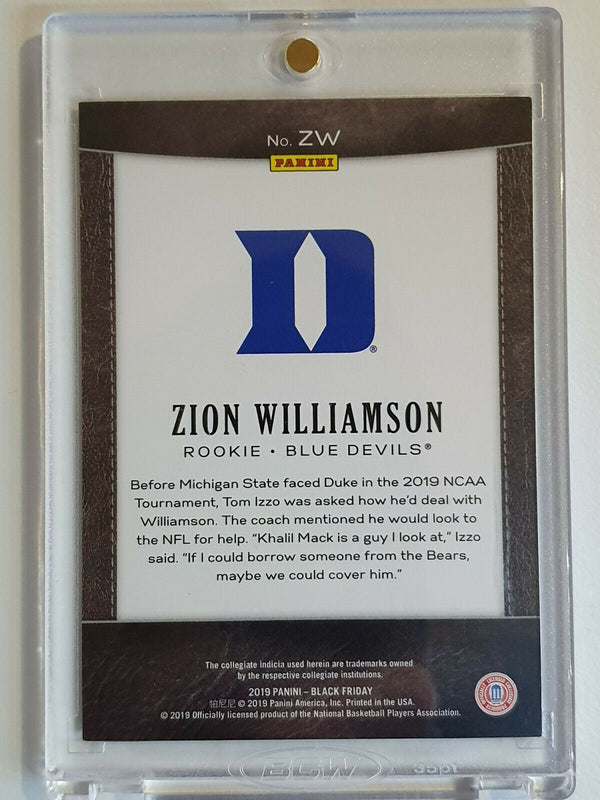 No. ZW
PANINI
D
®
ZION WILLIAMSON
ROOKIE • BLUE DEVILS®
Before Michigan State faced Duke in the 2019 NCAA
Tournament, Tom Izzo was asked how he'd deal with
Williamson. The coach mentioned he would look to
the NFL for help. “Khalil Mack is a guy I look at,” Izzo
said. “If I could borrow someone from the Bears,
maybe we could cover him.”
The collegiate indicia used herein are trademarks owned
by the respective collegiate institutions.
2019 PANINI – BLACK FRIDAY
帕尼尼 © 2019 Panini America, Inc. Printed in the USA.
© 2019 Officially licensed product of the National Basketball Players Association.
BCW 35pt